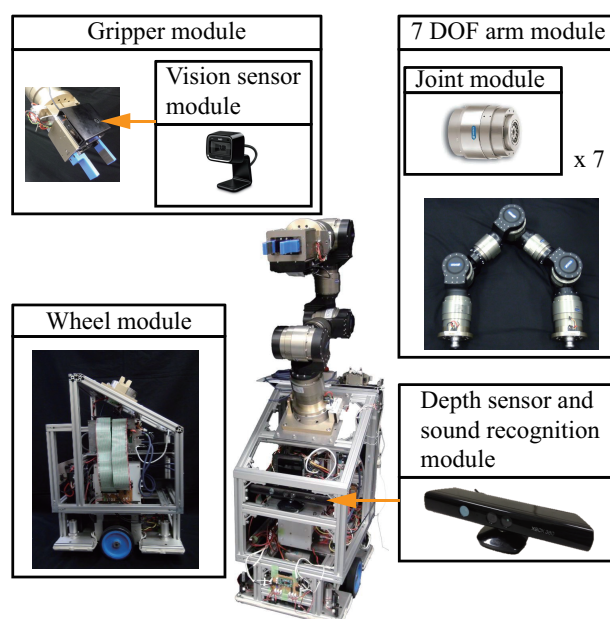 Gripper module
Vision sensor
module
7 DOF arm module
Joint module
x 7
Wheel module
Depth sensor and
sound recognition
module